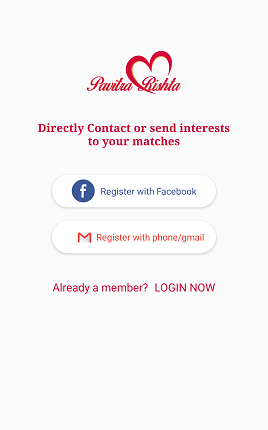 Pavitra Rishta
Directly Contact or send interests
to your matches
Register with Facebook
Register with phone/gmail
Already a member? LOGIN NOW